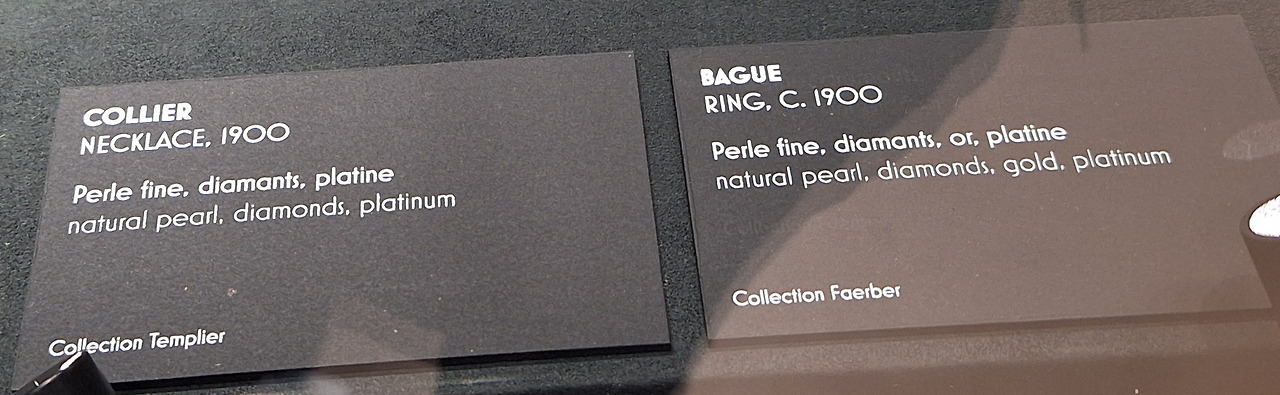 COLLIER
NECKLACE, 1900
Perle fine, diamants, platine
natural pearl, diamonds, platinum
Collection Templier
BAGUE
RING, C. 1900
Perle fine, diamants, or, platine
natural pearl, diamonds, gold, platinum
Collection Faerber